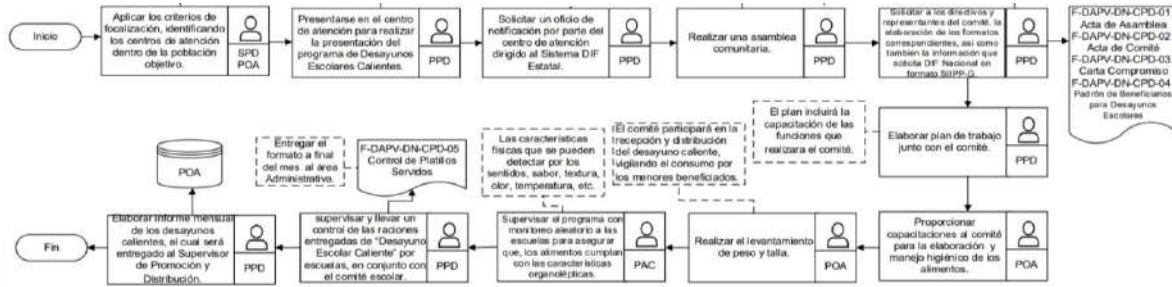 Inicio
Aplicar los criterios de
focalización, identificando
los centros de atención
dentro de la población
objetivo.
SPD
POA
Presentarse en el centro
de atención para realizar
la presentación del
programa de Desayunos
Escolares Calientes.
PPD
Solicitar un oficio de
notificación por parte del
centro de atención
dirigido al Sistema DIF
Estatal.
PPD
Realizar una asamblea
comunitaria.
PPD
Solicitar a los directivos y
representantes del comité, la
elaboración de los formatos
correspondientes, así como
también la información que
solicita DIF Nacional en
formato SIIPP-G.
PPD
F-DAPV-DN-CPD-01
Acta de Asamblea
F-DAPV-DN-CPD-02
Acta de Comité
F-DAPV-DN-CPD-03
Carta Compromiso
F-DAPV-DN-CPD-04
Padrón de Beneficiarios
para Desayunos
Escolares
El plan incluirá la
capacitación de las
funciones que
realizara el comité.
Elaborar plan de trabajo
junto con el comité.
PPD
Proporcionar
capacitaciones al comité
para la elaboración y
manejo higiénico de los
alimentos.
POA
El comité participará en la
recepción y distribución
del desayuno caliente,
vigilando el consumo por
los menores beneficiados.
Realizar el levantamiento
de peso y talla.
POA
Las características
físicas que se pueden
detectar por los
sentidos, sabor, textura,
olor, temperatura, etc.
Supervisar el programa con
monitoreo aleatorio a las
escuelas para asegurar
que, los alimentos cumplan
con las características
organolépticas.
PAC
Entregar el
formato a final
del mes al área
Administrativa.
F-DAPV-DN-CPD-05
Control de Platillos
Servidos
supervisar y llevar un
control de las raciones
entregadas de "Desayuno
Escolar Caliente" por
escuelas, en conjunto con
el comité escolar.
PPD
POA
Elaborar informe mensual
de los desayunos
calientes, el cual será
entregado al Supervisor
de Promoción y
Distribución.
PPD
Fin